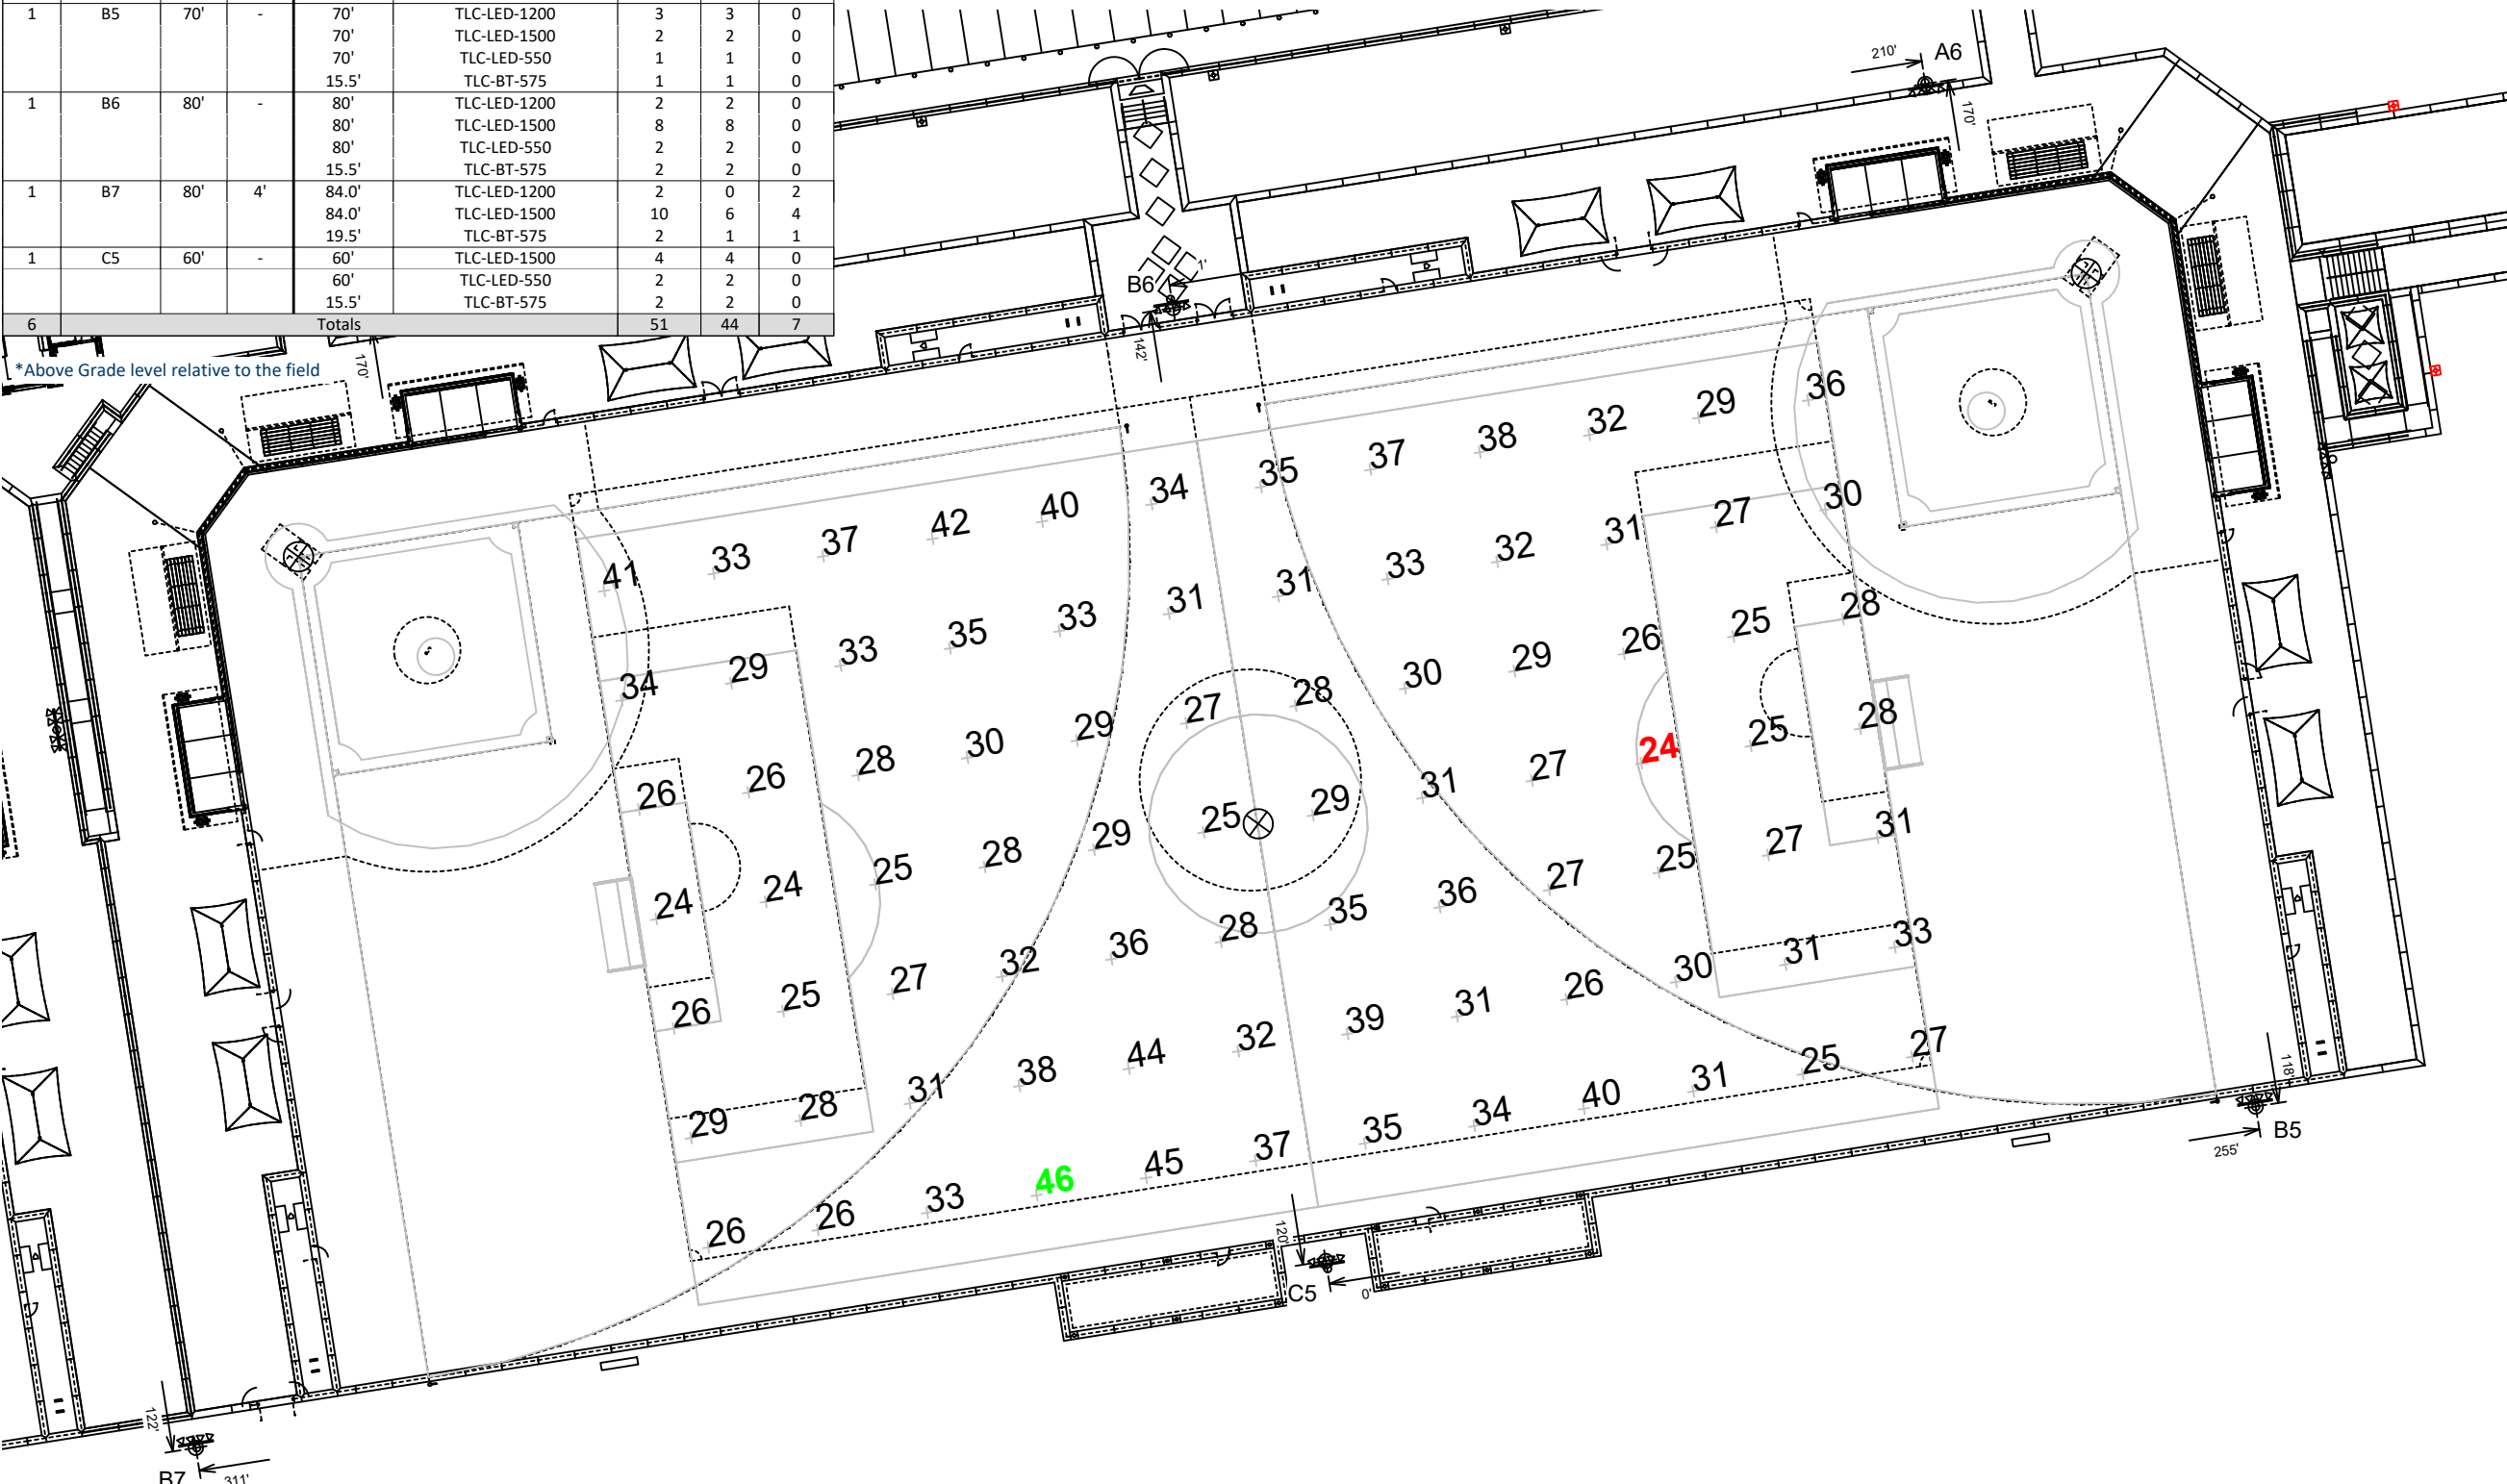 1 B5 70' - 70' TLC-LED-1200 3 3 0
70' TLC-LED-1500 2 2 0
70' TLC-LED-550 1 1 0
15.5' TLC-BT-575 1 1 0
1 B6 80' - 80' TLC-LED-1200 2 2 0
80' TLC-LED-1500 8 8 0
80' TLC-LED-550 2 2 0
15.5' TLC-BT-575 2 2 0
1 B7 80' 4' 84.0' TLC-LED-1200 2 0 2
84.0' TLC-LED-1500 10 6 4
19.5' TLC-BT-575 2 1 1
1 C5 60' - 60' TLC-LED-1500 4 4 0
60' TLC-LED-550 2 2 0
15.5' TLC-BT-575 2 2 0
6 Totals 51 44 7
*Above Grade level relative to the field
170'
210' A6
170'
B6 1'
142'
41 33 37 42 40 34 35 37 38 32 29 36
34 29 33 35 33 31 31 33 32 31 27 30
26 26 28 30 29 27 28 30 29 26 25 28
24 24 25 28 29 25 29 31 27 24 25 28
26 25 27 32 36 28 35 36 27 25 27 31
29 28 31 38 44 32 39 31 26 30 31 33
26 26 33 46 45 37 35 34 40 31 25 27
118'
B5
255'
120'
C5 0'
122'
B7 311'